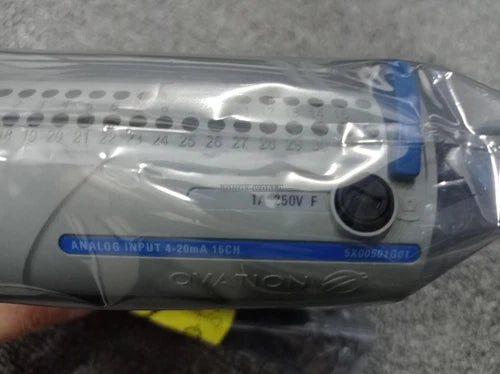 18 19 20 21 22 23 24 25 26 27 28 29
1A 250V F
ANALOG INPUT 4-20mA 16CH
5X00501G01
OVATION